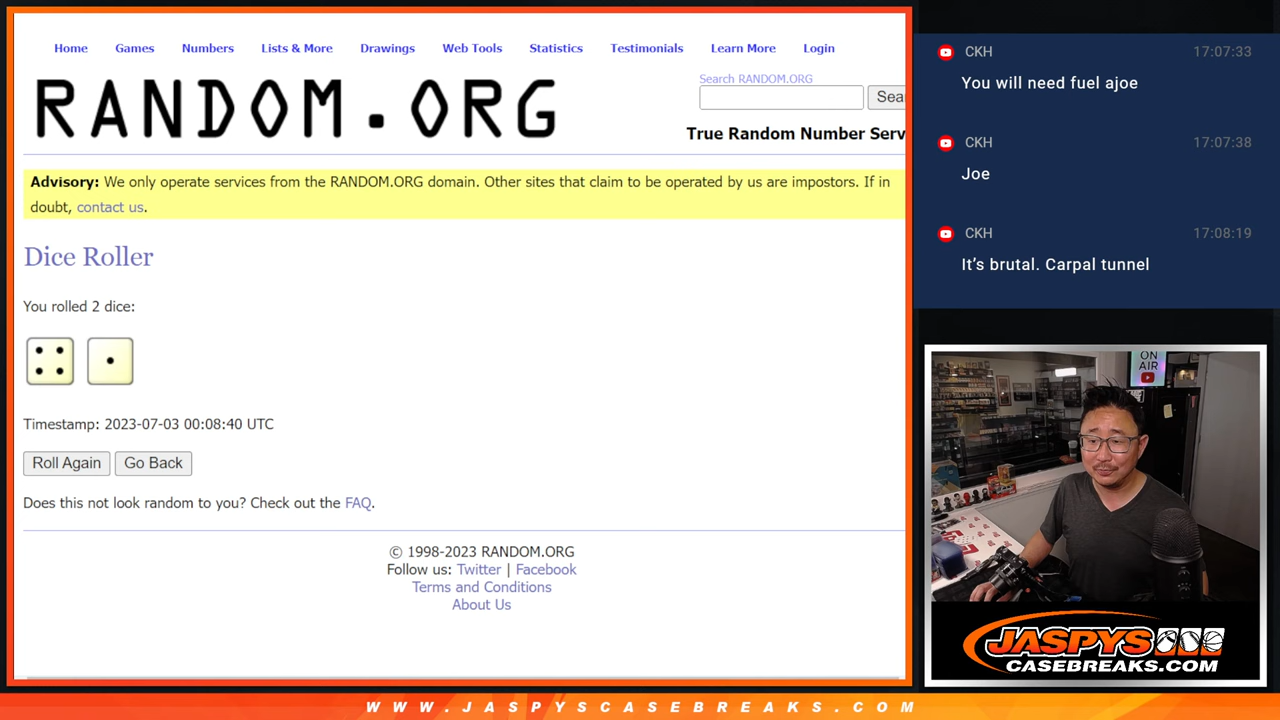 Home Games Numbers Lists & More Drawings Web Tools Statistics Testimonials Learn More Login
RANDOM.ORG
Search RANDOM.ORG
Sea
True Random Number Serv
Advisory: We only operate services from the RANDOM.ORG domain. Other sites that claim to be operated by us are impostors. If in
doubt, contact us.
Dice Roller
You rolled 2 dice:
Timestamp: 2023-07-03 00:08:40 UTC
Roll Again Go Back
Does this not look random to you? Check out the FAQ.
© 1998-2023 RANDOM.ORG
Follow us: Twitter | Facebook
Terms and Conditions
About Us
CKH 17:07:33
You will need fuel ajoe
CKH 17:07:38
Joe
CKH 17:08:19
It's brutal. Carpal tunnel
ON
AIR
JASPYS
CASEBREAKS.COM
WWW.JASPYSCASEBREAKS.COM